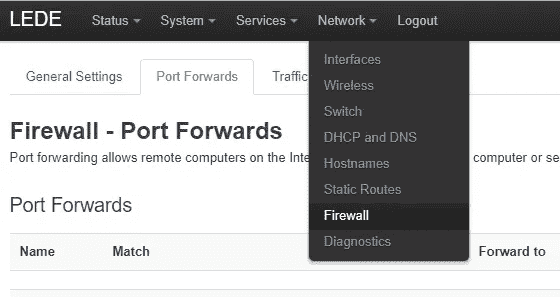 LEDE Status System Services Network Logout
Interfaces
Wireless
Switch
DHCP and DNS
Hostnames
Static Routes
Firewall
Diagnostics
General Settings Port Forwards Traffic
Firewall - Port Forwards
Port forwarding allows remote computers on the Inte computer or se
Port Forwards
Name Match Forward to